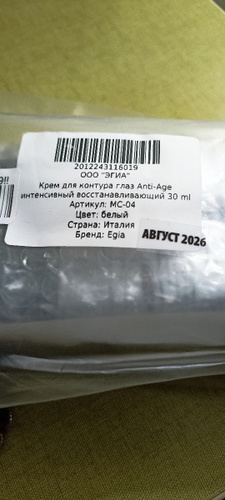 9!!
2012243116019
ООО "ЭГИА"
Крем для контура глаз Anti-Age
интенсивный восстанавливающий 30 ml
Артикул: MC-04
Цвет: белый
Страна: Италия
Бренд: Egia
АВГУСТ 2026